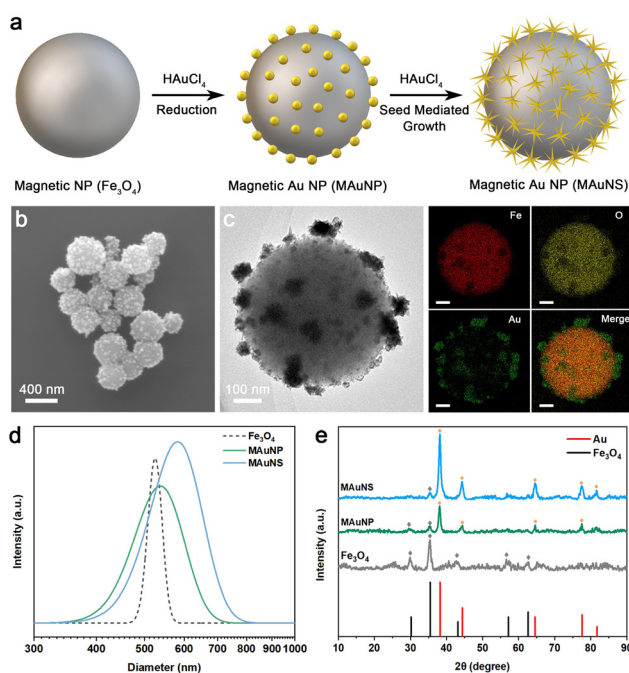 a
HAuCl4
Reduction
HAuCl4
Seed Mediated
Growth
Magnetic NP (Fe3O4)
Magnetic Au NP (MAuNP)
Magnetic Au NP (MAuNS)
b
400 nm
c
100 nm
Fe
O
Au
Merge
d
Fe3O4
MAuNP
MAuNS
Intensity (a.u.)
300
400
500
600
700
800
900
1000
Diameter (nm)
e
Au
Fe3O4
MAuNS
MAuNP
Fe3O4
Intensity (a.u.)
10
20
30
40
50
60
70
80
90
2θ (degree)